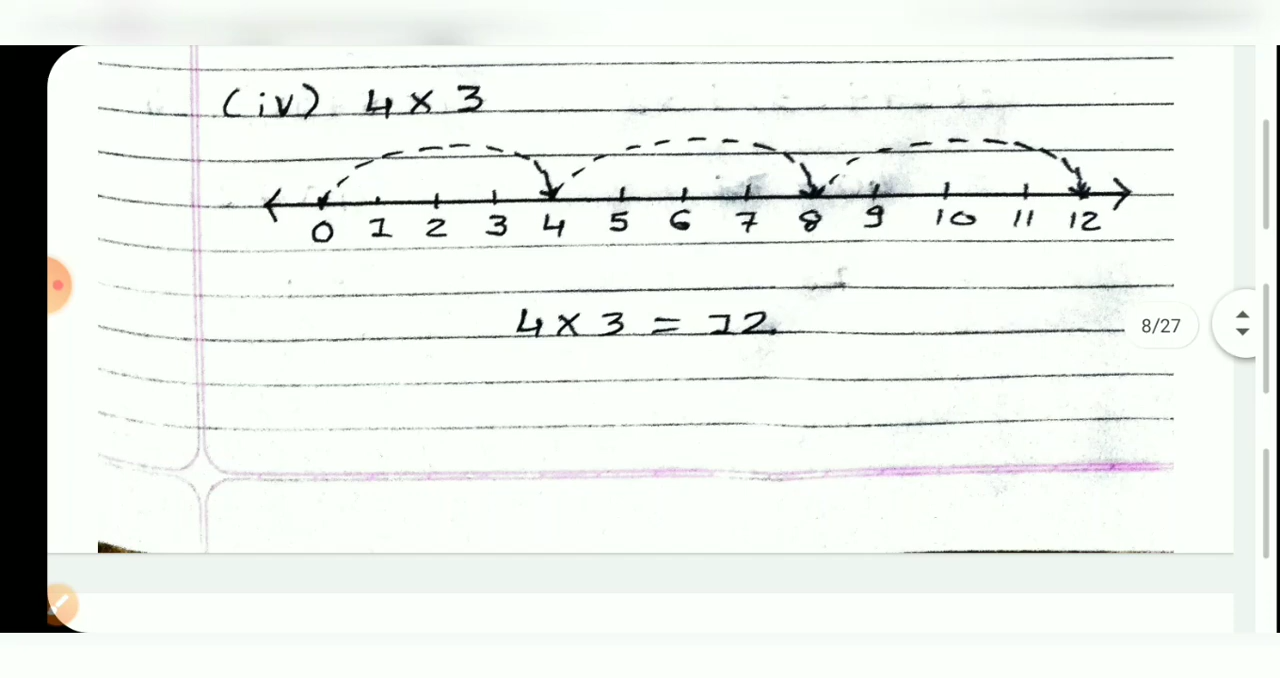 (iv) 4 × 3
0 1 2 3 4 5 6 7 8 9 10 11 12
4 × 3 = 12.
8/27